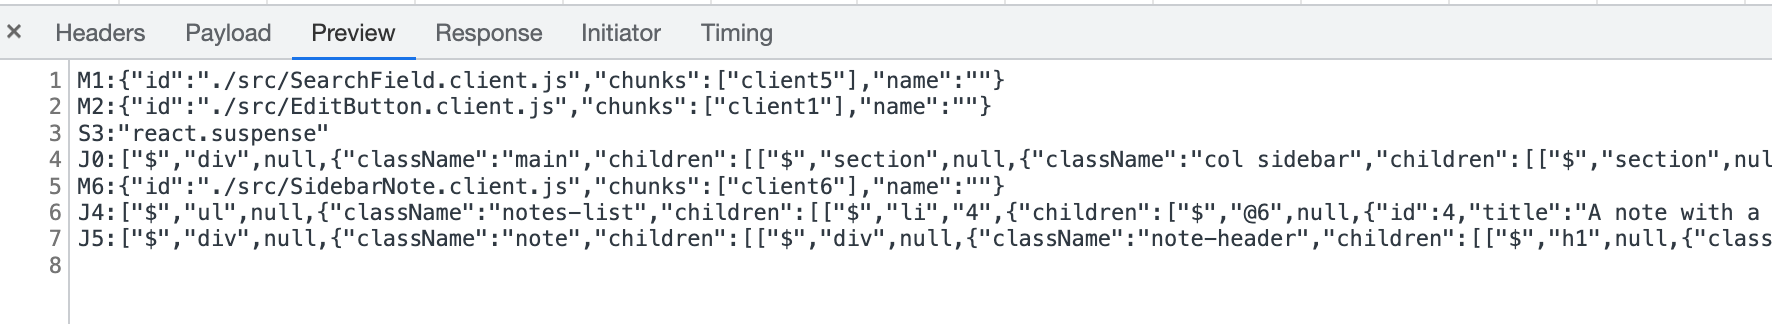 × Headers Payload Preview Response Initiator Timing
1 M1:{"id":"./src/SearchField.client.js","chunks":["client5"],"name":""}
2 M2:{"id":"./src/EditButton.client.js","chunks":["client1"],"name":""}
3 S3:"react.suspense"
4 J0:["$","div",null,{"className":"main","children":[["$","section",null,{"className":"col sidebar","children":[["$","section",nul
5 M6:{"id":"./src/SidebarNote.client.js","chunks":["client6"],"name":""}
6 J4:["$","ul",null,{"className":"notes-list","children":[["$","li","4",{"children":["$","@6",null,{"id":4,"title":"A note with a
7 J5:["$","div",null,{"className":"note","children":[["$","div",null,{"className":"note-header","children":[["$","h1",null,{"class
8